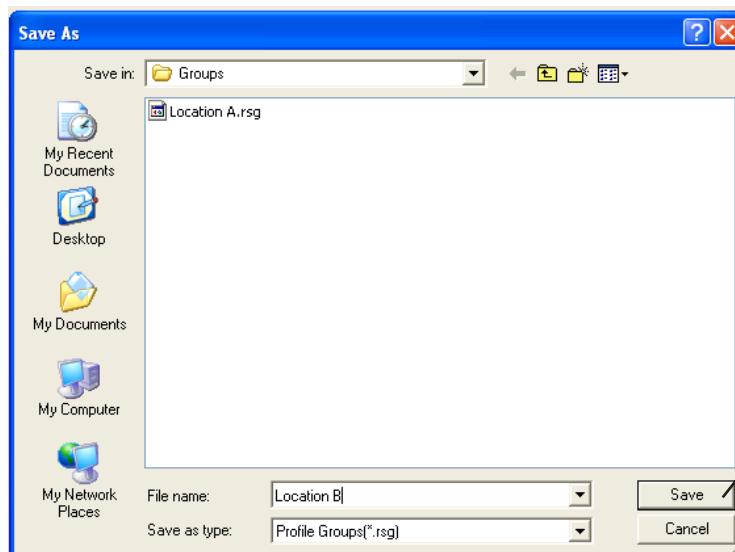 Save As
Save in: Groups
Location A.rsg
My Recent
Documents
Desktop
My Documents
My Computer
My Network
Places
File name: Location B
Save
Save as type: Profile Groups(*.rsg)
Cancel